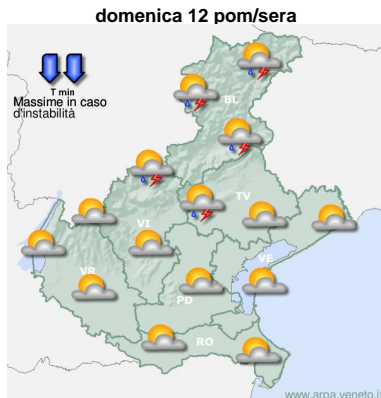 domenica 12 pom/sera
T min
Massime in caso
d'instabilità
BL
TV
VI
VE
VR
PD
RO
www.arpa.veneto.it